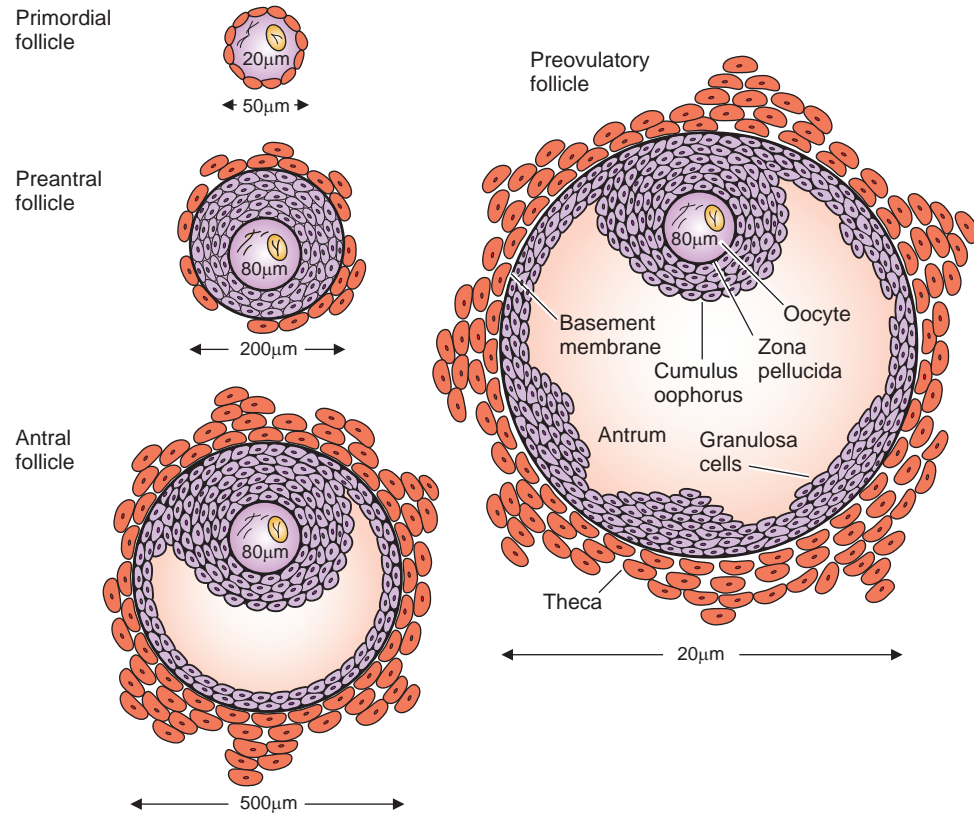 Primordial
follicle
20μm
50μm
Preantral
follicle
80μm
200μm
Antral
follicle
80μm
500μm
Preovulatory
follicle
80μm
Oocyte
Basement
membrane
Zona
pellucida
Cumulus
oophorus
Antrum
Granulosa
cells
Theca
20μm